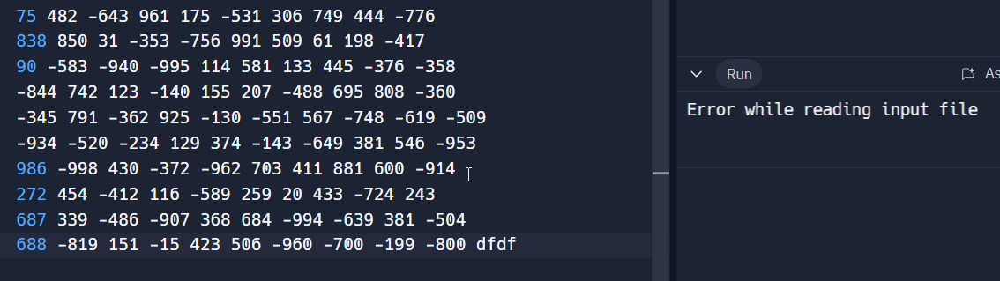 75 482 -643 961 175 -531 306 749 444 -776
838 850 31 -353 -756 991 509 61 198 -417
90 -583 -940 -995 114 581 133 445 -376 -358
-844 742 123 -140 155 207 -488 695 808 -360
-345 791 -362 925 -130 -551 567 -748 -619 -509
-934 -520 -234 129 374 -143 -649 381 546 -953
986 -998 430 -372 -962 703 411 881 600 -914
272 454 -412 116 -589 259 20 433 -724 243
687 339 -486 -907 368 684 -994 -639 381 -504
688 -819 151 -15 423 506 -960 -700 -199 -800 dfdf
Run
As
Error while reading input file